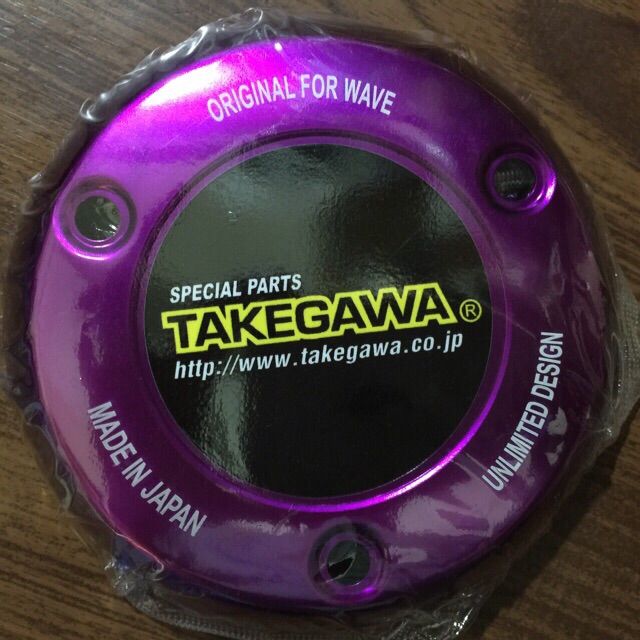 ORIGINAL FOR WAVE
SPECIAL PARTS
TAKEGAWA®
http://www.takegawa.co.jp
MADE IN JAPAN
UNLIMITED DESIGN